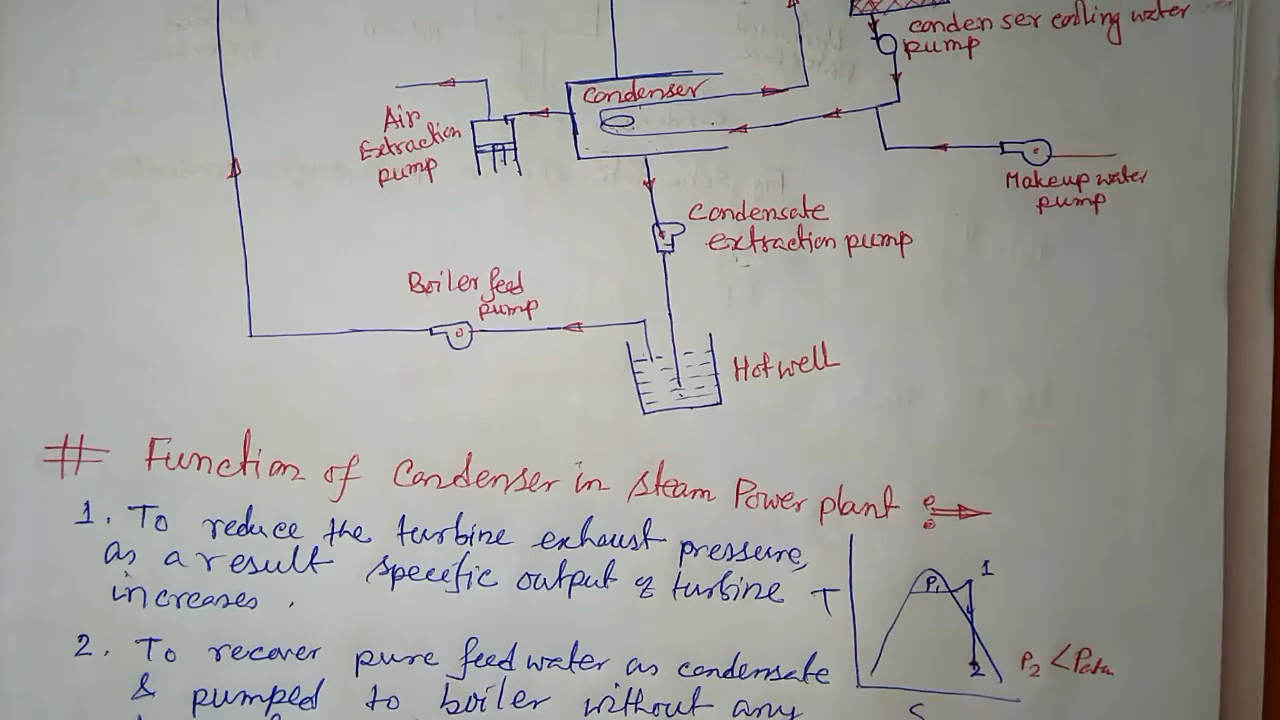 condenser cooling water
pump
Condenser
Air
Extraction
pump
Makeup water
pump
Condensate
extraction pump
Boiler feed
pump
Hotwell
# Function of Condenser in Steam Power plant :⇒
1. To reduce the turbine exhaust pressure,
as a result specefic output & turbine
increases.
T
P1
1
2
P2 < Patm
S
2. To recover pure feed water as condensate
& pumped to boiler without any